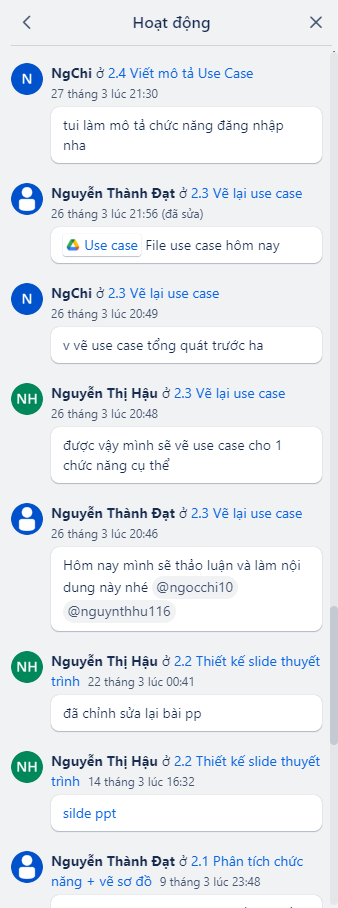 Hoạt động
N
NgChi ở 2.4 Viết mô tả Use Case
27 tháng 3 lúc 21:30
tui làm mô tả chức năng đăng nhập
nha
Nguyễn Thành Đạt ở 2.3 Vẽ lại use case
26 tháng 3 lúc 21:56 (đã sửa)
Use case File use case hôm nay
N
NgChi ở 2.3 Vẽ lại use case
26 tháng 3 lúc 20:49
v vẽ use case tổng quát trước ha
NH
Nguyễn Thị Hậu ở 2.3 Vẽ lại use case
26 tháng 3 lúc 20:48
được vậy mình sẽ vẽ use case cho 1
chức năng cụ thể
Nguyễn Thành Đạt ở 2.3 Vẽ lại use case
26 tháng 3 lúc 20:46
Hôm nay mình sẽ thảo luận và làm nội
dung này nhé @ngocchi10
@nguynthhu116
NH
Nguyễn Thị Hậu ở 2.2 Thiết kế slide thuyết
trình 22 tháng 3 lúc 00:41
đã chỉnh sửa lại bài pp
NH
Nguyễn Thị Hậu ở 2.2 Thiết kế slide thuyết
trình 14 tháng 3 lúc 16:32
silde ppt
Nguyễn Thành Đạt ở 2.1 Phân tích chức
năng + vẽ sơ đồ 9 tháng 3 lúc 23:48